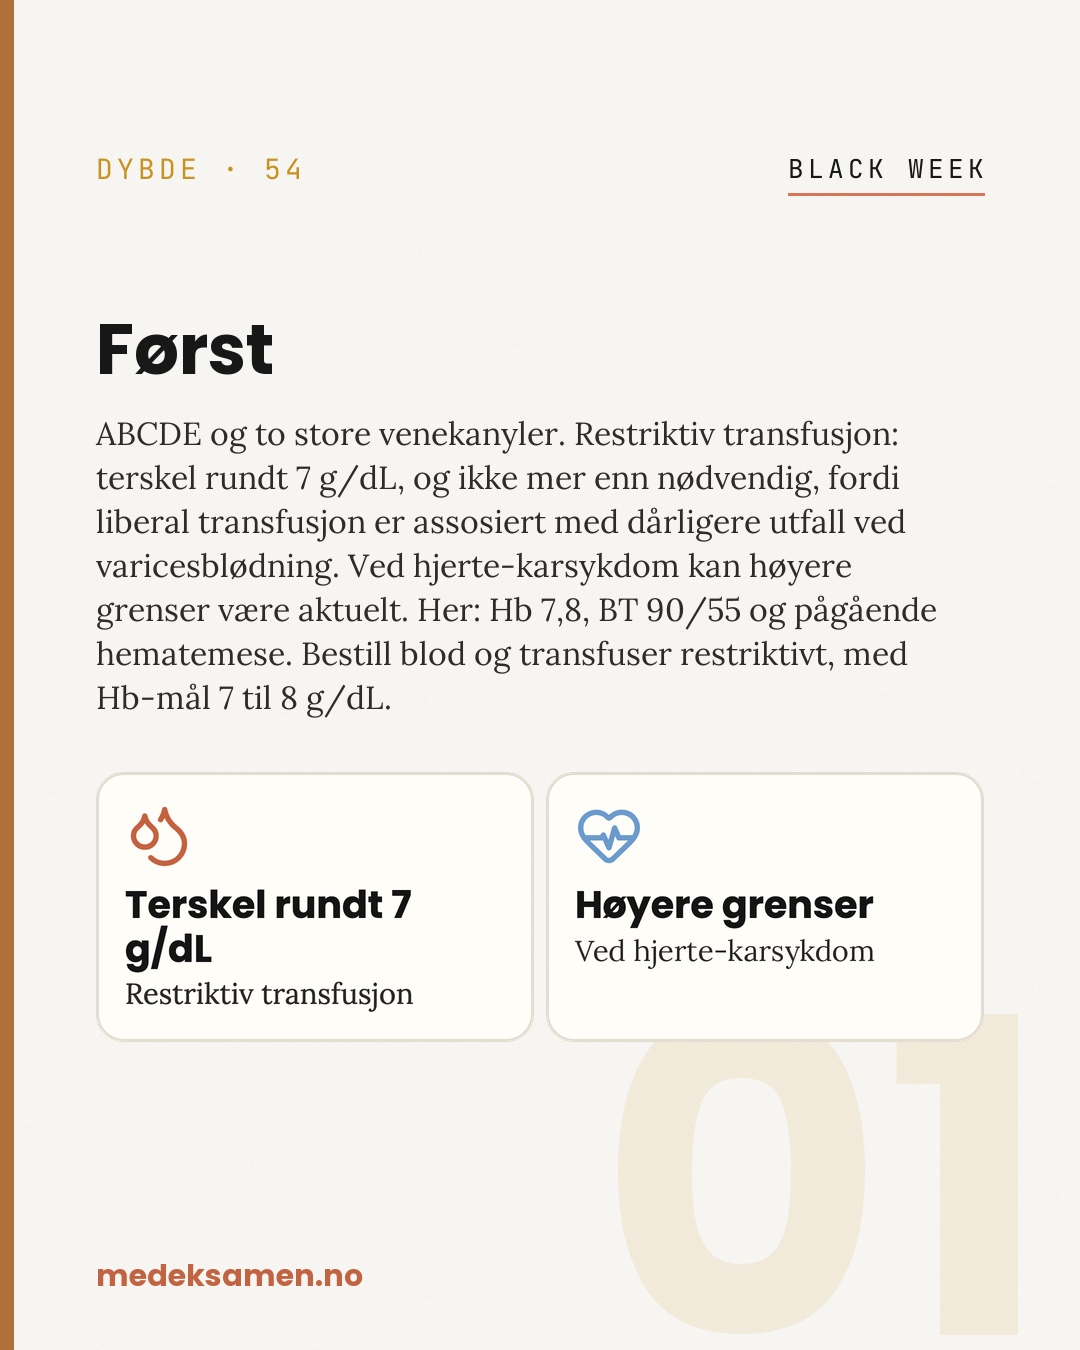 DYBDE · 54
BLACK WEEK
Først
ABCDE og to store venekanyler. Restriktiv transfusjon:
terskel rundt 7 g/dL, og ikke mer enn nødvendig, fordi
liberal transfusjon er assosiert med dårligere utfall ved
varicesblødning. Ved hjerte-karsykdom kan høyere
grenser være aktuelt. Her: Hb 7,8, BT 90/55 og pågående
hematemese. Bestill blod og transfuser restriktivt, med
Hb-mål 7 til 8 g/dL.
Terskel rundt 7
g/dL
Restriktiv transfusjon
Høyere grenser
Ved hjerte-karsykdom
01
medeksamen.no